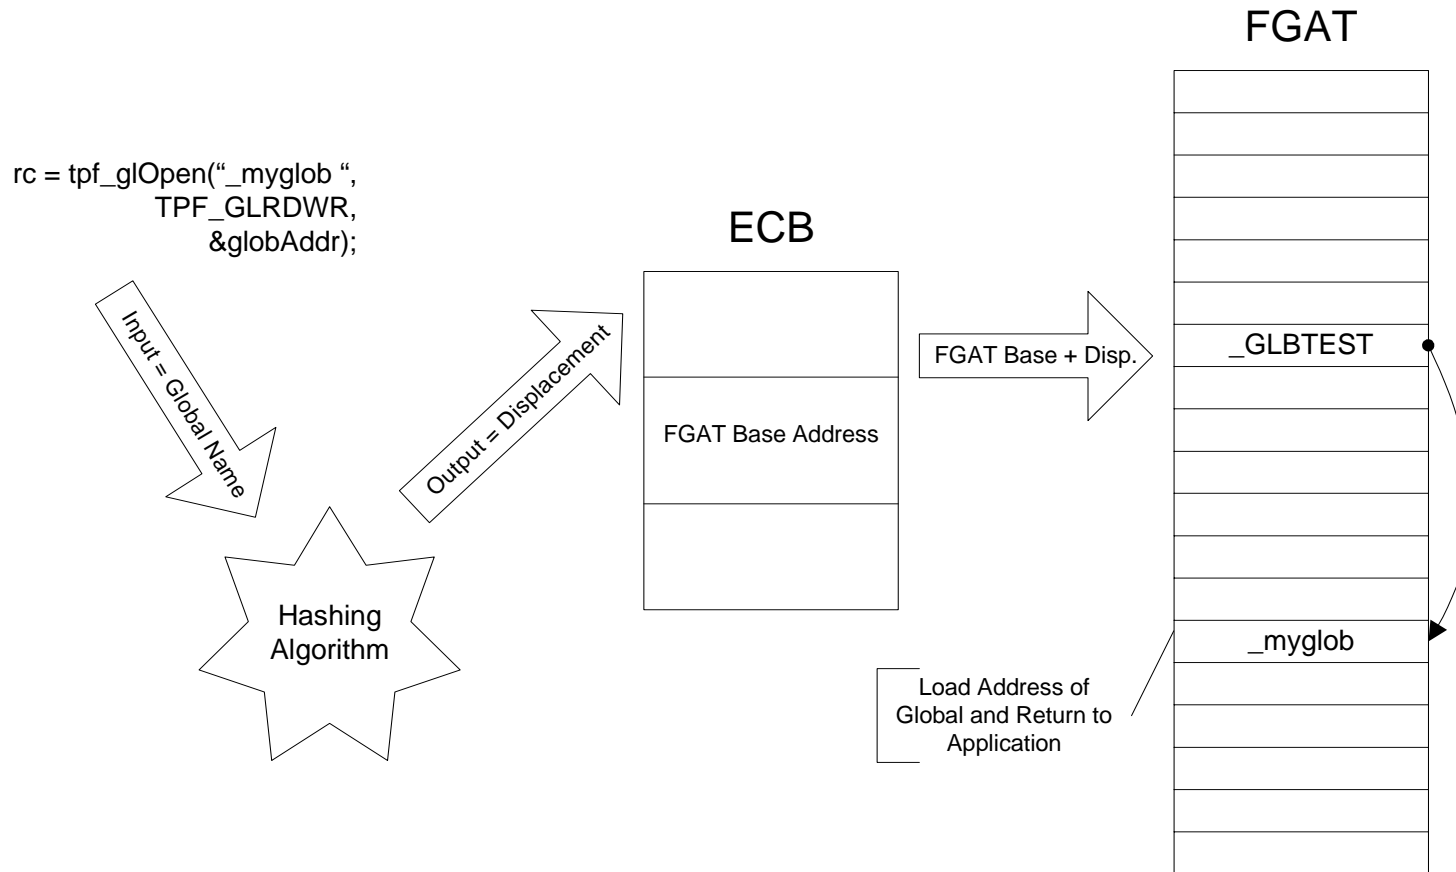 FGAT
rc = tpf_glOpen(“_myglob “,
TPF_GLRDWR,
&globAddr);
Input = Global Name
Hashing
Algorithm
Output = Displacement
ECB
FGAT Base Address
FGAT Base + Disp.
_GLBTEST
_myglob
Load Address of
Global and Return to
Application